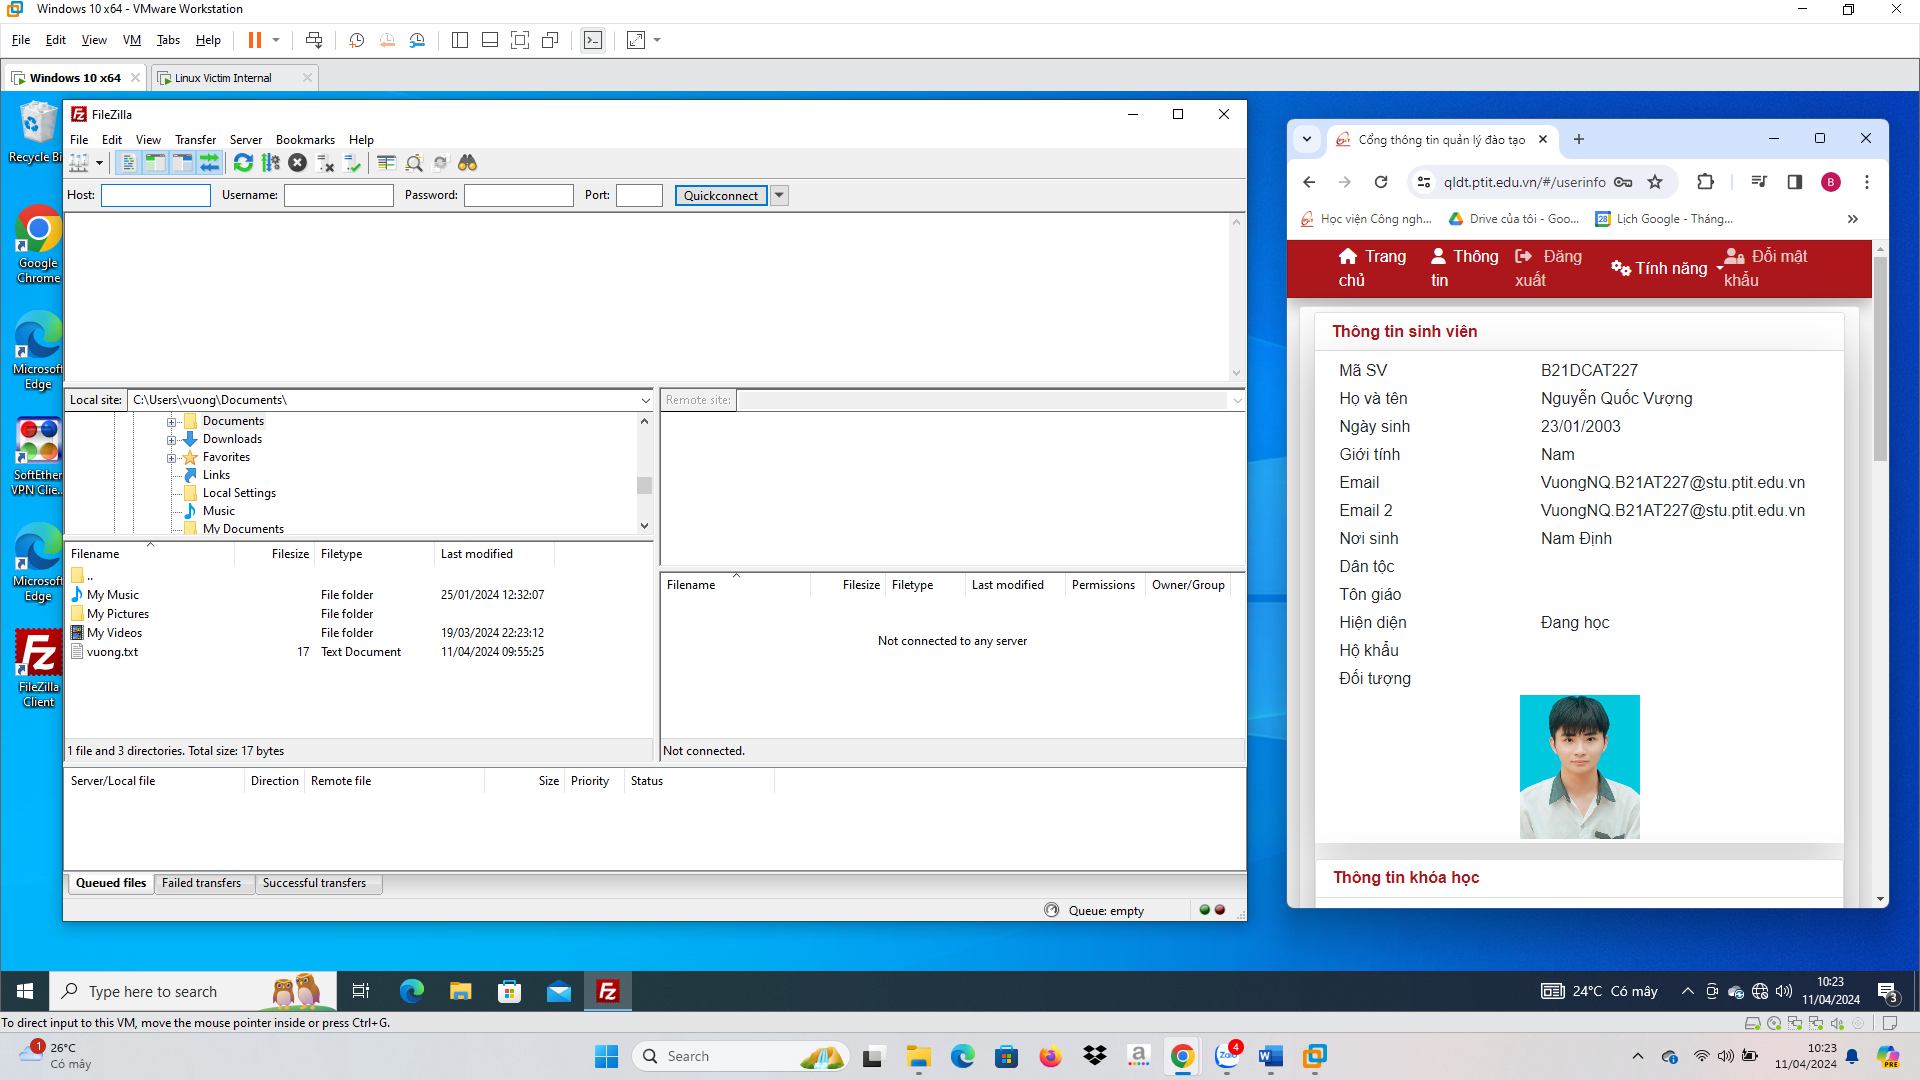 Windows 10 x64 - VMware Workstation
File Edit View VM Tabs Help
Windows 10 x64
Linux Victim Internal
Recycle Bi
Google Chrome
Microsoft Edge
SoftEther VPN Clie...
Microsoft Edge
FileZilla Client
FileZilla
File Edit View Transfer Server Bookmarks Help
Host: Username: Password: Port: Quickconnect
Local site: C:\Users\vuong\Documents\
Documents
Downloads
Favorites
Links
Local Settings
Music
My Documents
Filename Filesize Filetype Last modified
..
My Music File folder 25/01/2024 12:32:07
My Pictures File folder
My Videos File folder 19/03/2024 22:23:12
vuong.txt 17 Text Document 11/04/2024 09:55:25
1 file and 3 directories. Total size: 17 bytes
Remote site:
Filename Filesize Filetype Last modified Permissions Owner/Group
Not connected to any server
Not connected.
Server/Local file Direction Remote file Size Priority Status
Queued files Failed transfers Successful transfers
Queue: empty
Cổng thông tin quản lý đào tạo
qldt.ptit.edu.vn/#/userinfo
B
Học viện Công ngh...
Drive của tôi - Goo...
28
Lịch Google - Tháng...
Trang chủ
Thông tin
Đăng xuất
Tính năng
Đổi mật khẩu
Thông tin sinh viên
Mã SV B21DCAT227
Họ và tên Nguyễn Quốc Vượng
Ngày sinh 23/01/2003
Giới tính Nam
Email VuongNQ.B21AT227@stu.ptit.edu.vn
Email 2 VuongNQ.B21AT227@stu.ptit.edu.vn
Nơi sinh Nam Định
Dân tộc
Tôn giáo
Hiện diện Đang học
Hộ khẩu
Đối tượng
Thông tin khóa học
Type here to search
24°C Có mây
10:23
11/04/2024
3
To direct input to this VM, move the mouse pointer inside or press Ctrl+G.
1
26°C
Có mây
Search
Zalo
4
10:23
11/04/2024
PRE